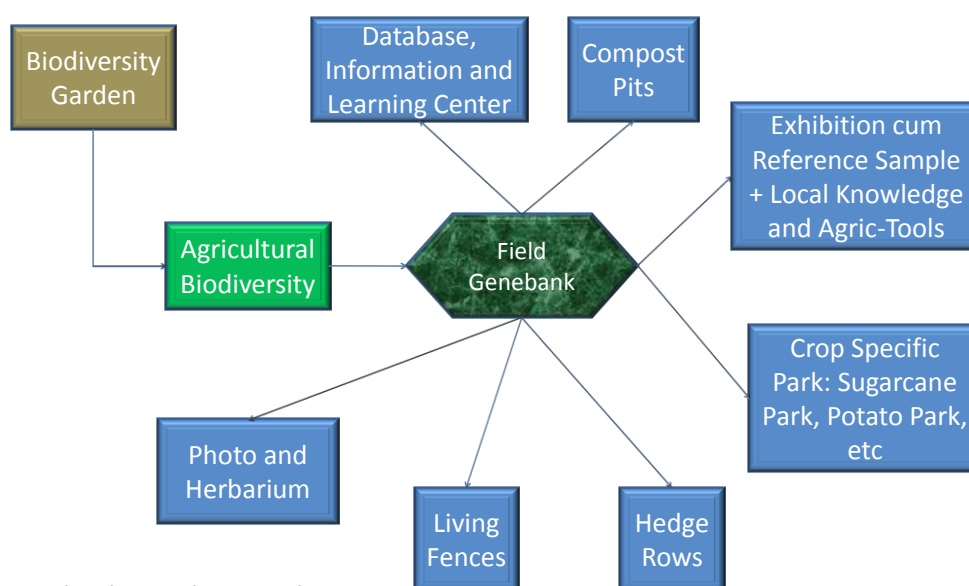 Biodiversity
Garden
Database,
Information and
Learning Center
Compost
Pits
Exhibition cum
Reference Sample
+ Local Knowledge
and Agric-Tools
Agricultural
Biodiversity
Field
Genebank
Crop Specific
Park: Sugarcane
Park, Potato Park,
etc
Photo and
Herbarium
Living
Fences
Hedge
Rows